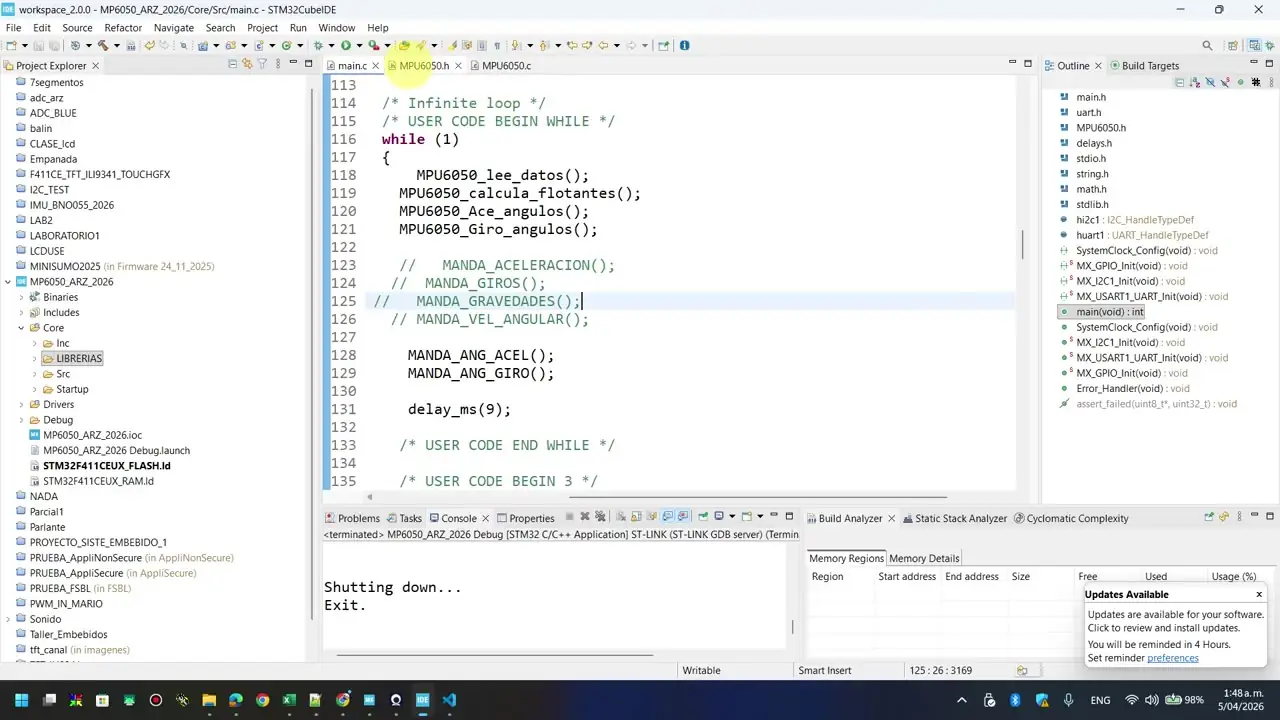 workspace_2.0.0 - MP6050_ARZ_2026/Core/Src/main.c - STM32CubeIDE
File Edit Source Refactor Navigate Search Project Run Window Help
Project Explorer
7segmentos
adc_arz
ADC_BLUE
balin
CLASE_lcd
Empanada
F411CE_TFT_ILI9341_TOUCHGFX
I2C_TEST
IMU_BNO055_2026
LAB2
LABORATORIO1
LCDUSE
MINISUMO2025 (in Firmware 24_11_2025)
MP6050_ARZ_2026
Binaries
Includes
Core
Inc
LIBRERIAS
Src
Startup
Drivers
Debug
MP6050_ARZ_2026.ioc
MP6050_ARZ_2026 Debug.launch
STM32F411CEUX_FLASH.ld
STM32F411CEUX_RAM.ld
NADA
Parcial1
Parlante
PROYECTO_SISTE_EMBEBIDO_1
PRUEBA_AppliNonSecure (in AppliNonSecure)
PRUEBA_AppliSecure (in AppliSecure)
PRUEBA_FSBL (in FSBL)
PWM_IN_MARIO
Sonido
Taller_Embebidos
tft_canal (in imagenes)
main.c MPU6050.h MPU6050.c
113
114 /* Infinite loop */
115 /* USER CODE BEGIN WHILE */
116 while (1)
117 {
118 MPU6050_lee_datos();
119 MPU6050_calcula_flotantes();
120 MPU6050_Ace_angulos();
121 MPU6050_Giro_angulos();
122
123 // MANDA_ACELERACION();
124 // MANDA_GIROS();
125 // MANDA_GRAVEDADES();
126 // MANDA_VEL_ANGULAR();
127
128 MANDA_ANG_ACEL();
129 MANDA_ANG_GIRO();
130
131 delay_ms(9);
132
133 /* USER CODE END WHILE */
134
135 /* USER CODE BEGIN 3 */
Outline Build Targets
main.h
uart.h
MPU6050.h
delays.h
stdio.h
string.h
math.h
stdlib.h
hi2c1 : I2C_HandleTypeDef
huart1 : UART_HandleTypeDef
SystemClock_Config(void) : void
MX_GPIO_Init(void) : void
MX_I2C1_Init(void) : void
MX_USART1_UART_Init(void) : void
main(void) : int
SystemClock_Config(void) : void
MX_I2C1_Init(void) : void
MX_USART1_UART_Init(void) : void
MX_GPIO_Init(void) : void
Error_Handler(void) : void
assert_failed(uint8_t*, uint32_t) : void
Problems Tasks Console Properties
<terminated> MP6050_ARZ_2026 Debug [STM32 C/C++ Application] ST-LINK (ST-LINK GDB server) (Termin
Shutting down...
Exit.
Build Analyzer Static Stack Analyzer Cyclomatic Complexity
Memory Regions Memory Details
Region Start address End address Size Free Used Usage (%)
Updates Available
Updates are available for your software.
Click to review and install updates.
You will be reminded in 4 Hours.
Set reminder preferences
Writable Smart Insert 125 : 26 : 3169
ENG 98% 1:48 a.m.
5/04/2026